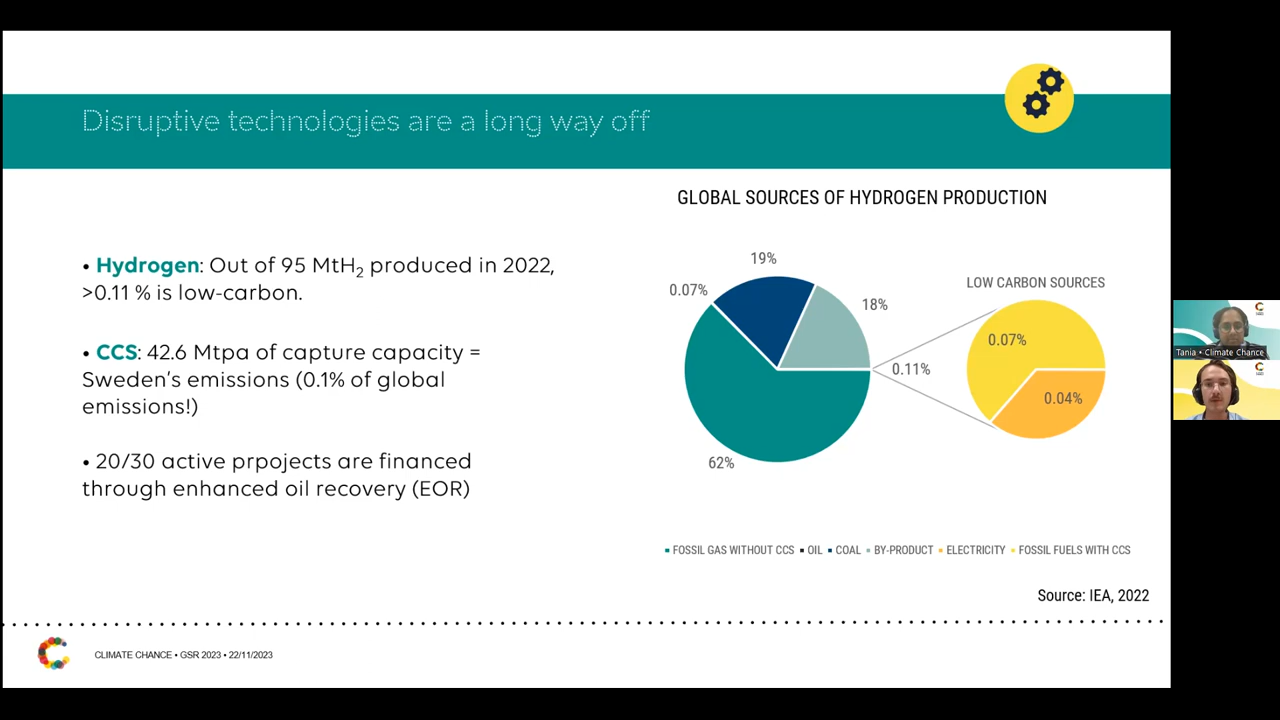 Disruptive technologies are a long way off
• Hydrogen: Out of 95 MtH₂ produced in 2022,
>0.11 % is low-carbon.
• CCS: 42.6 Mtpa of capture capacity =
Sweden's emissions (0.1% of global
emissions!)
• 20/30 active prpojects are financed
through enhanced oil recovery (EOR)
GLOBAL SOURCES OF HYDROGEN PRODUCTION
19%
0.07%
18%
0.11%
62%
LOW CARBON SOURCES
0.07%
0.04%
FOSSIL GAS WITHOUT CCS OIL COAL BY-PRODUCT ELECTRICITY FOSSIL FUELS WITH CCS
Source: IEA, 2022
CLIMATE CHANCE • GSR 2023 • 22/11/2023
Tania • Climate Chance